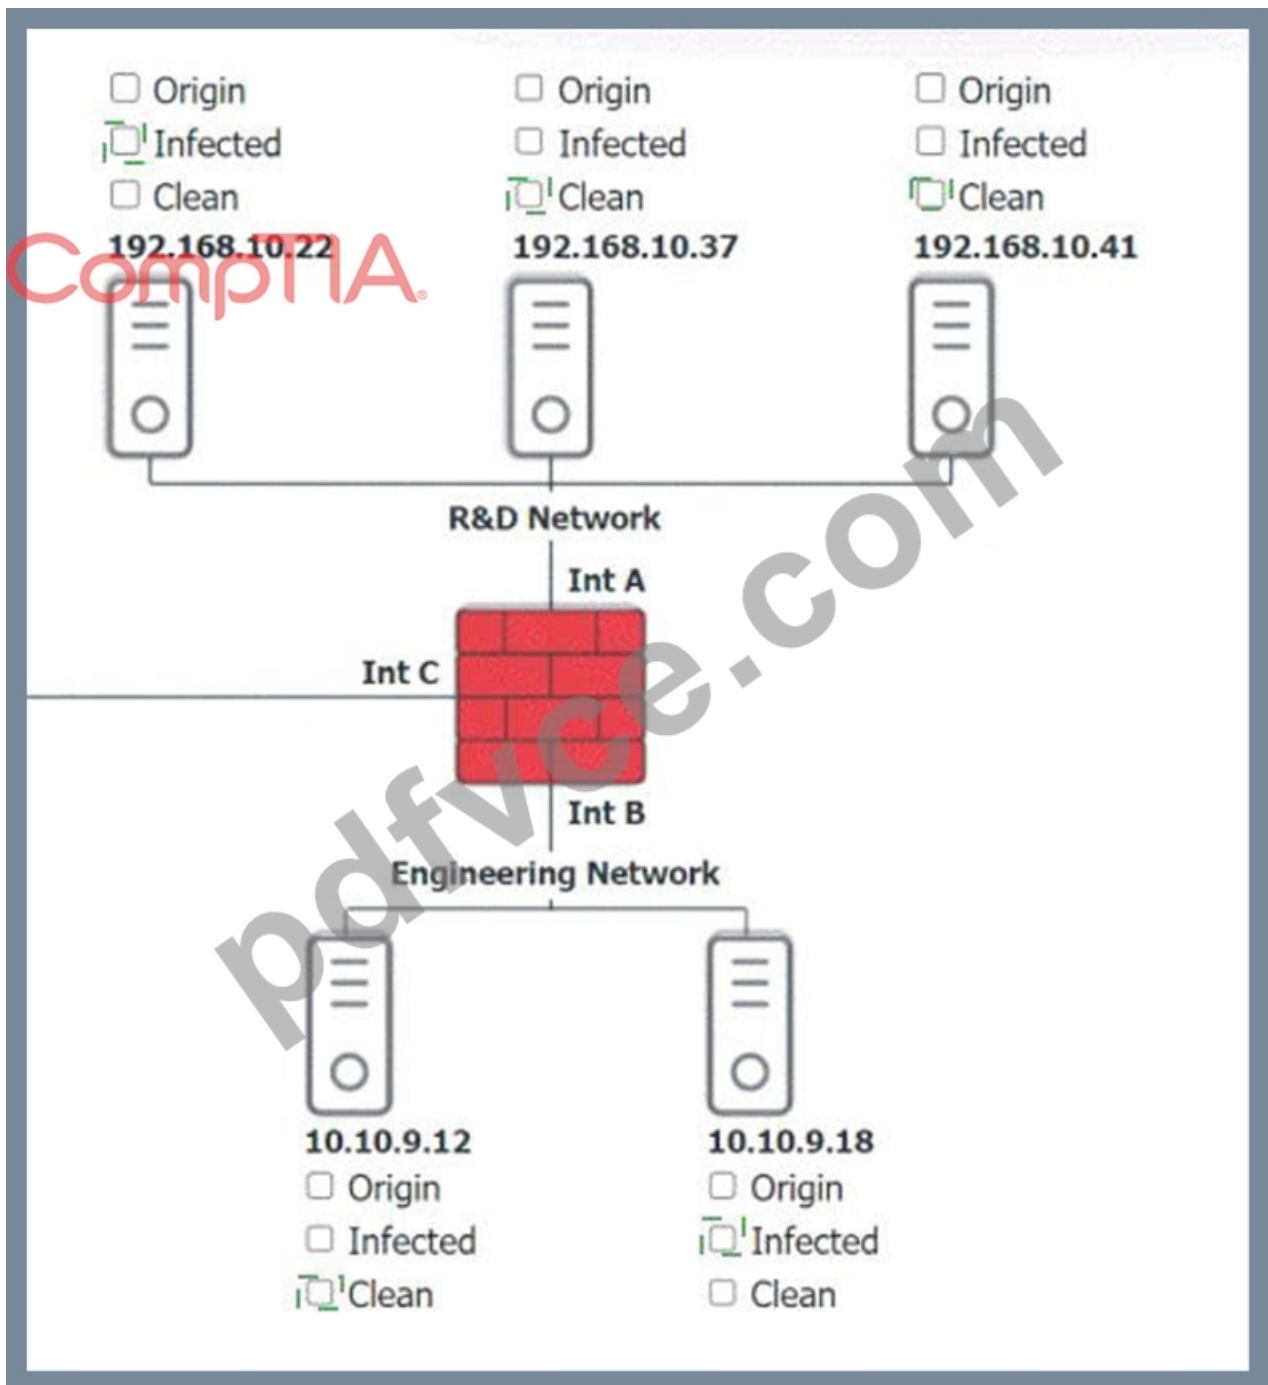 Origin Origin Origin
Infected Infected Infected
Clean Clean Clean
192.168.10.22 192.168.10.37 192.168.10.41
CompTIA®
R&D Network
Int A
Int C
Int B
Engineering Network
pdfvce.com
10.10.9.12 10.10.9.18
Origin Origin
Infected Infected
Clean Clean